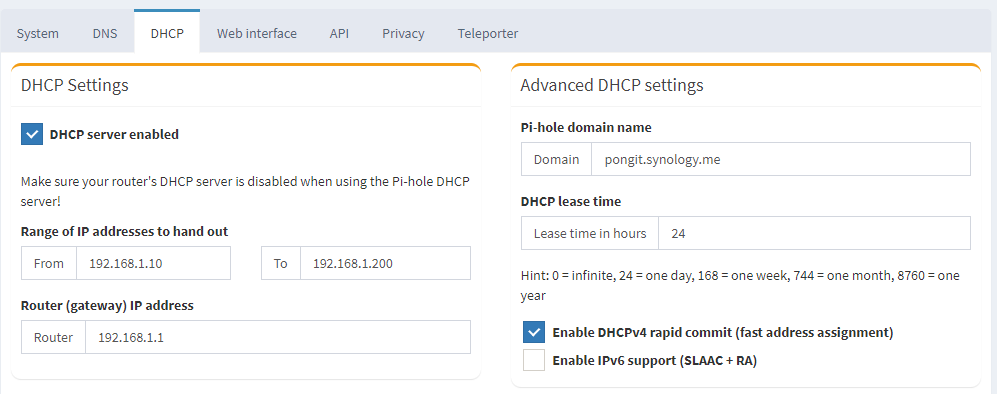 System DNS DHCP Web interface API Privacy Teleporter
DHCP Settings
DHCP server enabled
Make sure your router's DHCP server is disabled when using the Pi-hole DHCP
server!
Range of IP addresses to hand out
From 192.168.1.10 To 192.168.1.200
Router (gateway) IP address
Router 192.168.1.1
Advanced DHCP settings
Pi-hole domain name
Domain pongit.synology.me
DHCP lease time
Lease time in hours 24
Hint: 0 = infinite, 24 = one day, 168 = one week, 744 = one month, 8760 = one
year
Enable DHCPv4 rapid commit (fast address assignment)
Enable IPv6 support (SLAAC + RA)